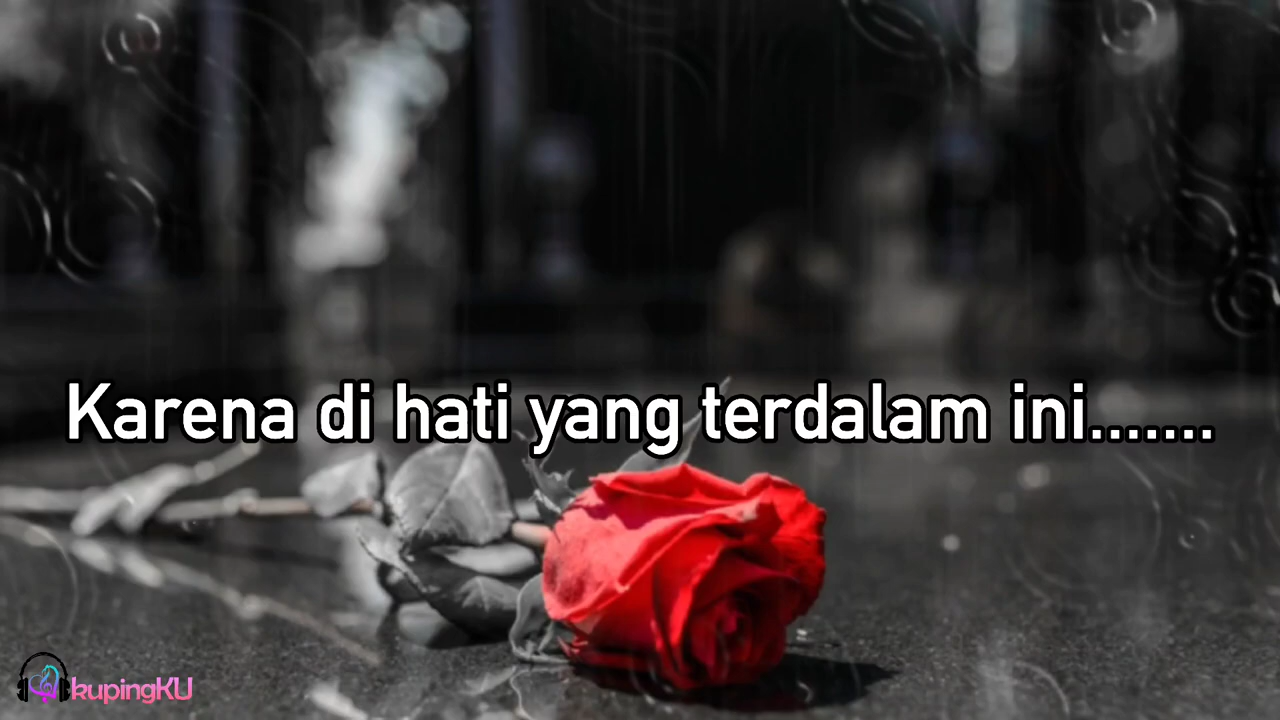 Karena di hati yang terdalam ini.......
kupingKU